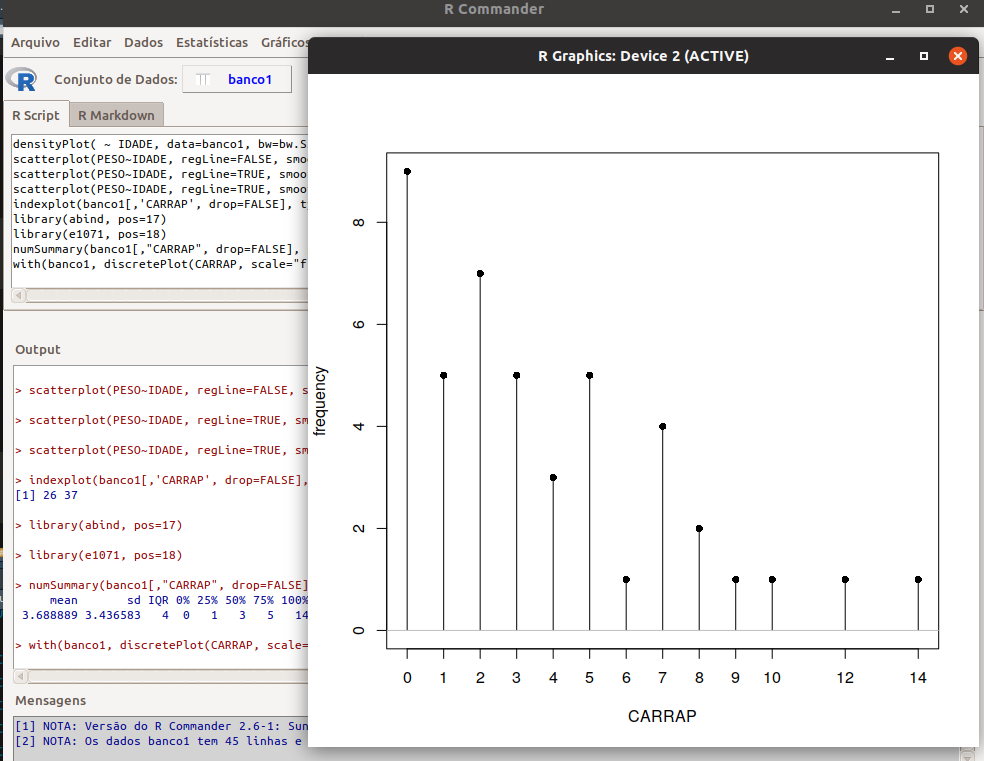 R Commander
Arquivo Editar Dados Estatísticas Gráficos
R Graphics: Device 2 (ACTIVE)
R Conjunto de Dados: banco1
R Script R Markdown
densityPlot( ~ IDADE, data=banco1, bw=bw.S
scatterplot(PESO~IDADE, regLine=FALSE, smoo
scatterplot(PESO~IDADE, regLine=TRUE, smoo
scatterplot(PESO~IDADE, regLine=TRUE, smoo
indexplot(banco1[,'CARRAP', drop=FALSE], t
library(abind, pos=17)
library(e1071, pos=18)
numSummary(banco1[,"CARRAP", drop=FALSE],
with(banco1, discretePlot(CARRAP, scale="f
Output
> scatterplot(PESO~IDADE, regLine=FALSE, s
> scatterplot(PESO~IDADE, regLine=TRUE, sm
> scatterplot(PESO~IDADE, regLine=TRUE, sm
> indexplot(banco1[,'CARRAP', drop=FALSE],
[1] 26 37
> library(abind, pos=17)
> library(e1071, pos=18)
> numSummary(banco1[,"CARRAP", drop=FALSE]
mean sd IQR 0% 25% 50% 75% 100%
3.688889 3.436583 4 0 1 3 5 14
> with(banco1, discretePlot(CARRAP, scale=
Mensagens
[1] NOTA: Versão do R Commander 2.6-1: Sun
[2] NOTA: Os dados banco1 tem 45 linhas e
frequency
8
6
4
2
0
0 1 2 3 4 5 6 7 8 9 10 12 14
CARRAP